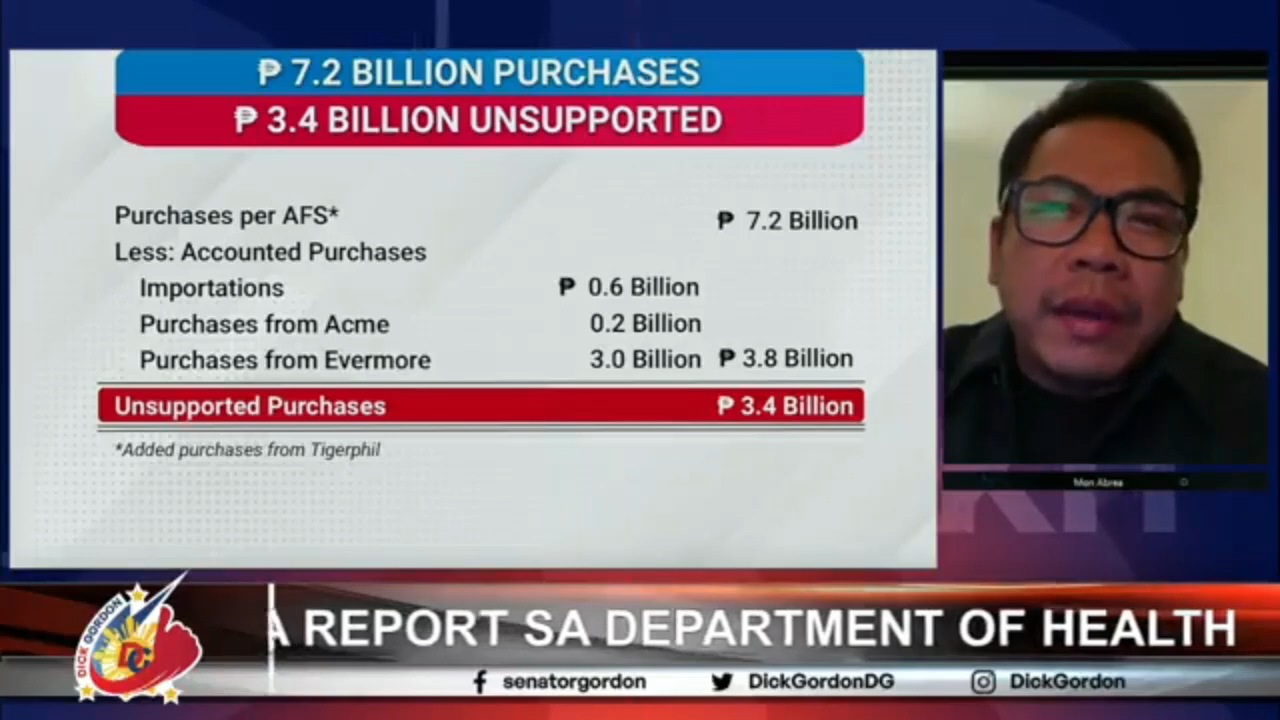 ₱ 7.2 BILLION PURCHASES
₱ 3.4 BILLION UNSUPPORTED
Purchases per AFS* ₱ 7.2 Billion
Less: Accounted Purchases
Importations ₱ 0.6 Billion
Purchases from Acme 0.2 Billion
Purchases from Evermore 3.0 Billion ₱ 3.8 Billion
Unsupported Purchases ₱ 3.4 Billion
*Added purchases from Tigerphil
Mon Abrea
DICK GORDON
DG
A REPORT SA DEPARTMENT OF HEALTH
senatorgordon DickGordonDG DickGordon